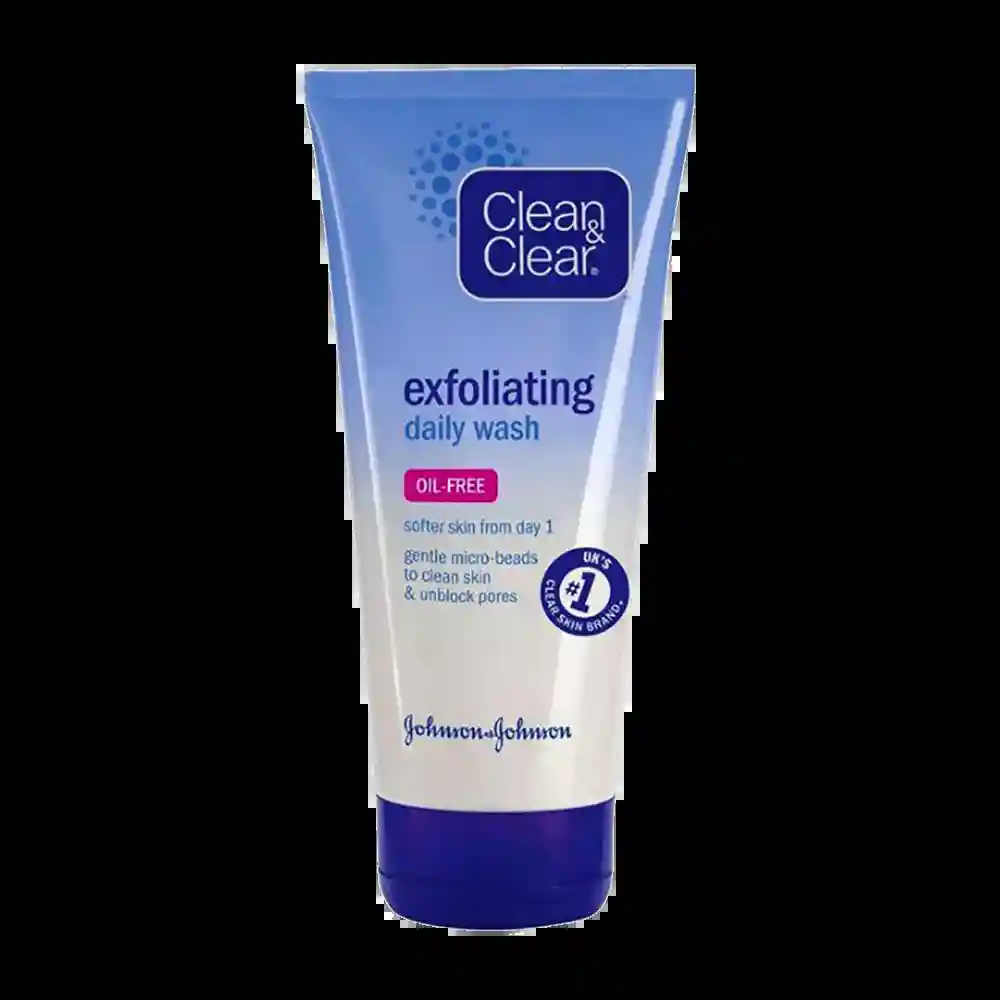 Clean
&
Clear®
exfoliating
daily wash
OIL-FREE
softer skin from day 1
gentle micro-beads
to clean skin
& unblock pores
UK'S
#1
CLEAR SKIN BRAND.
Johnson & Johnson